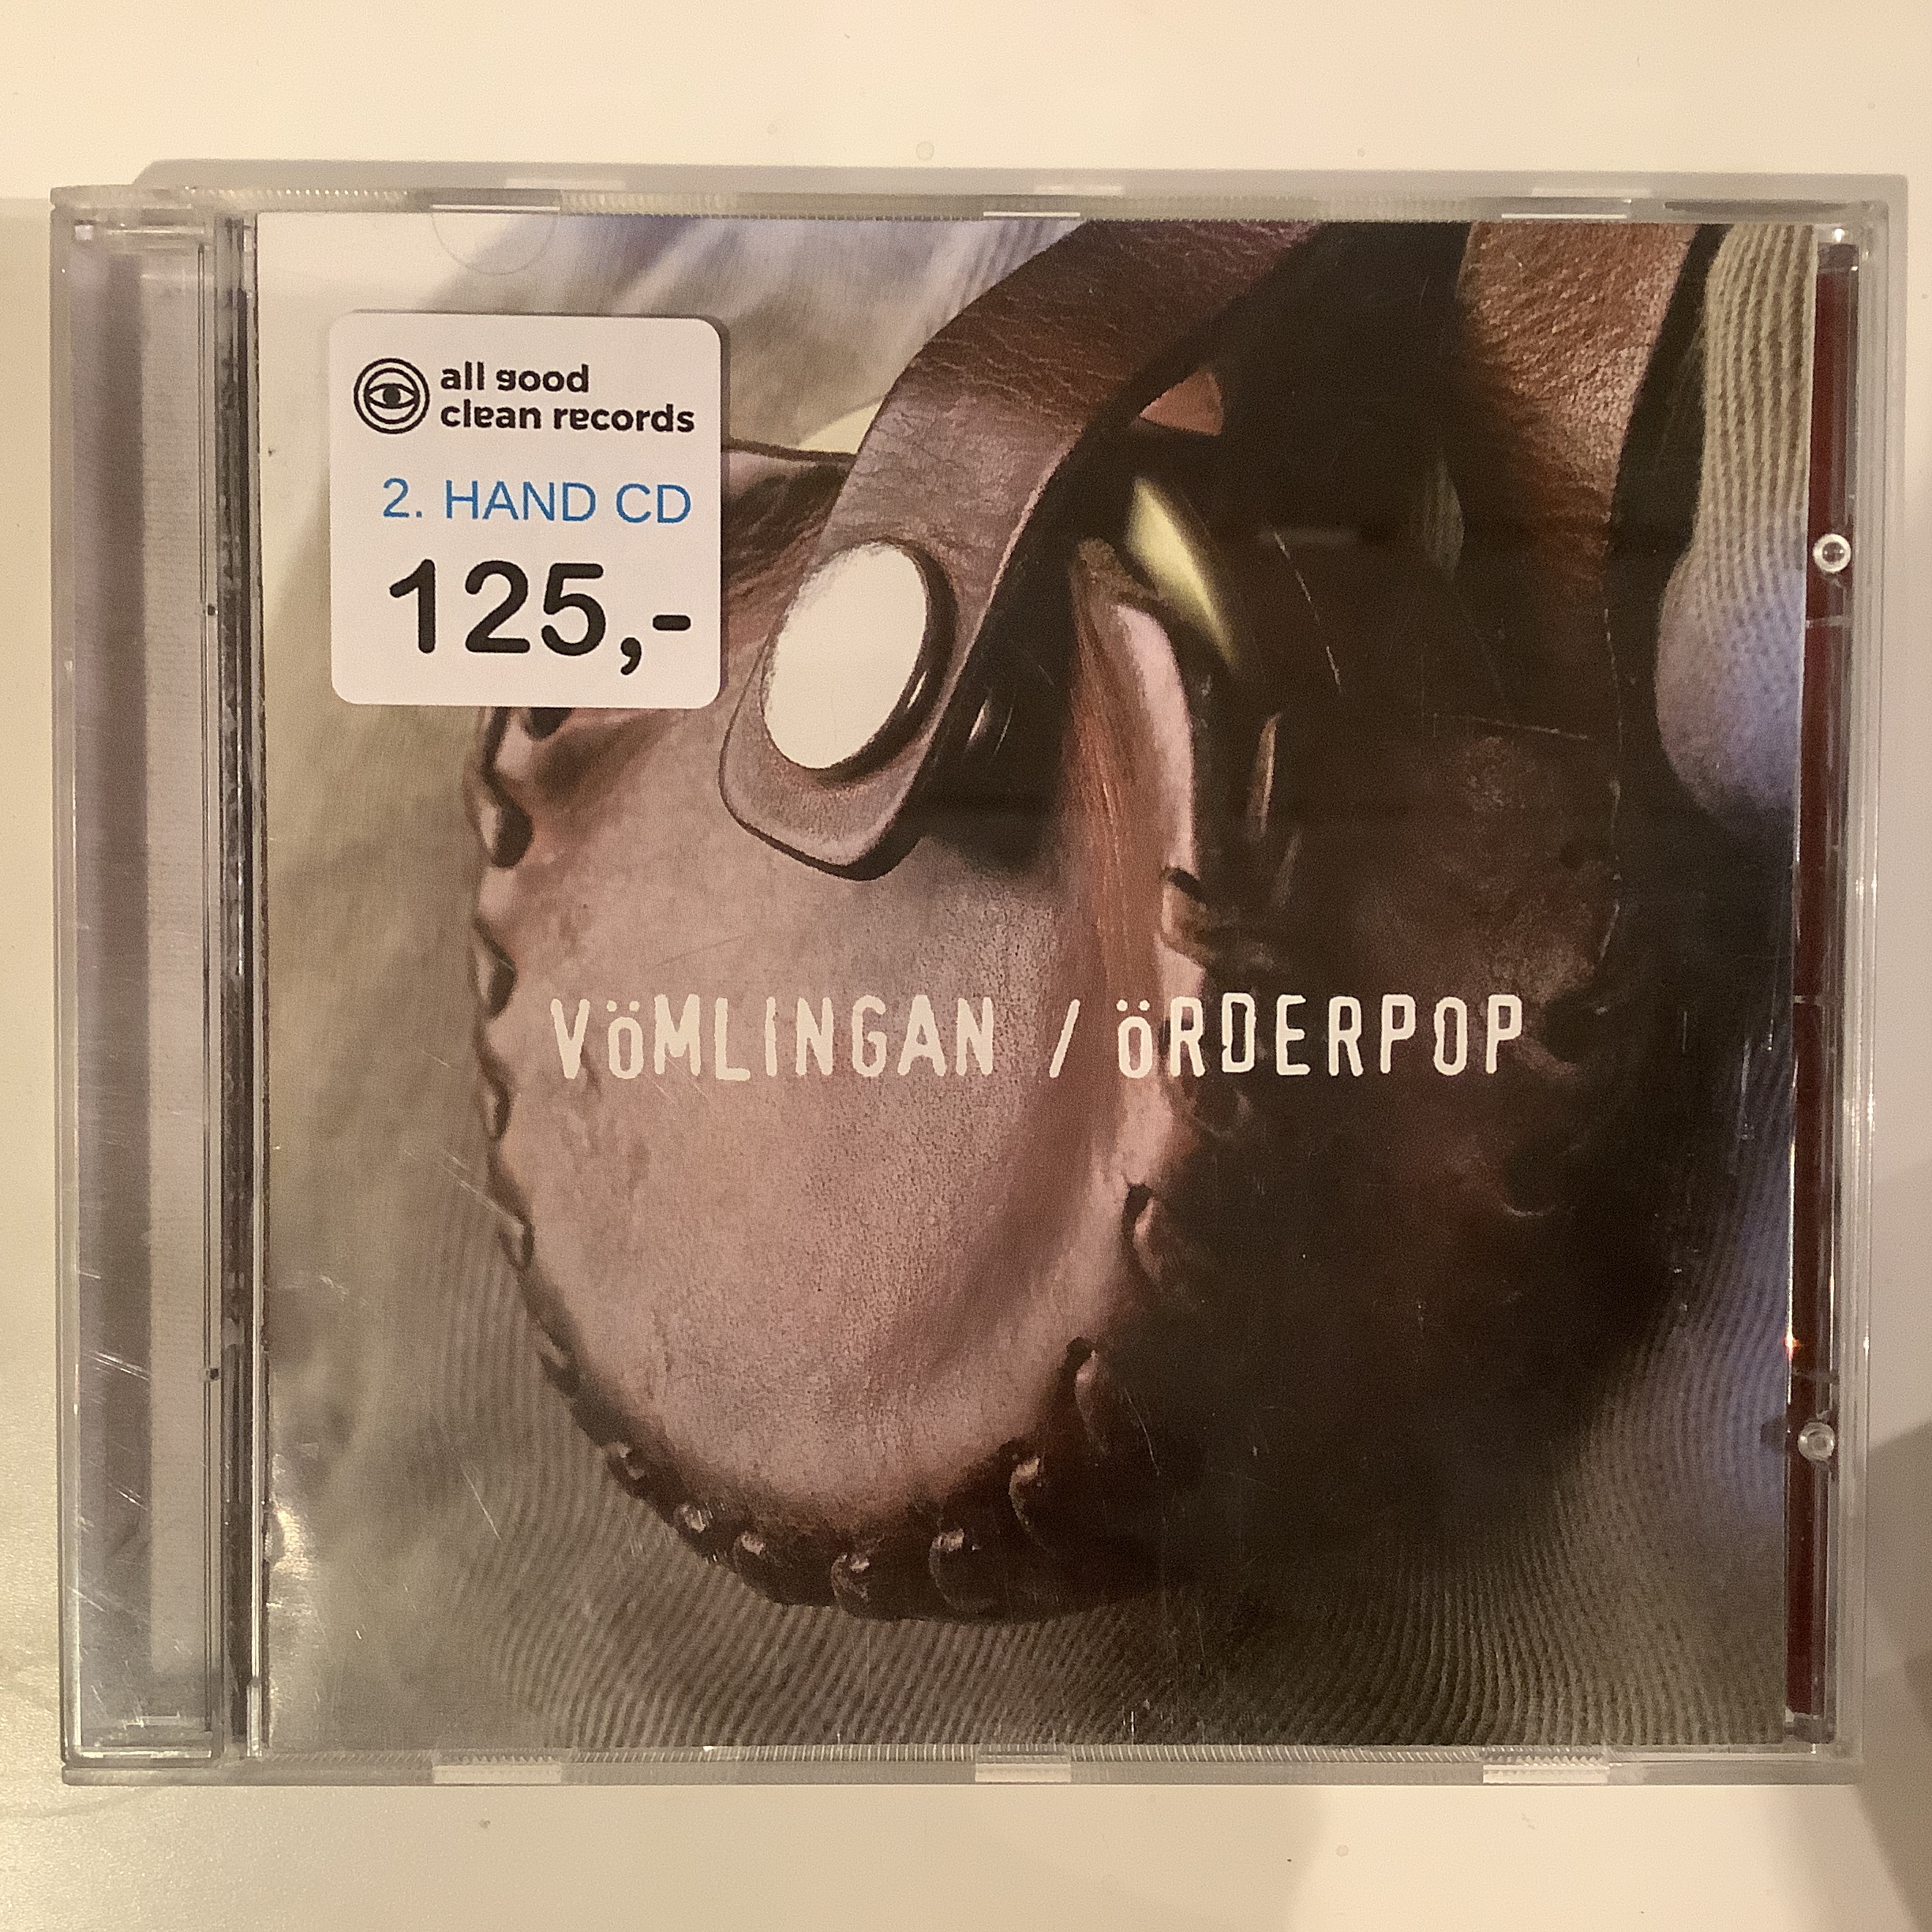 all good
clean records
2. HAND CD
125,-
VöMLINGAN / öRDERPOP